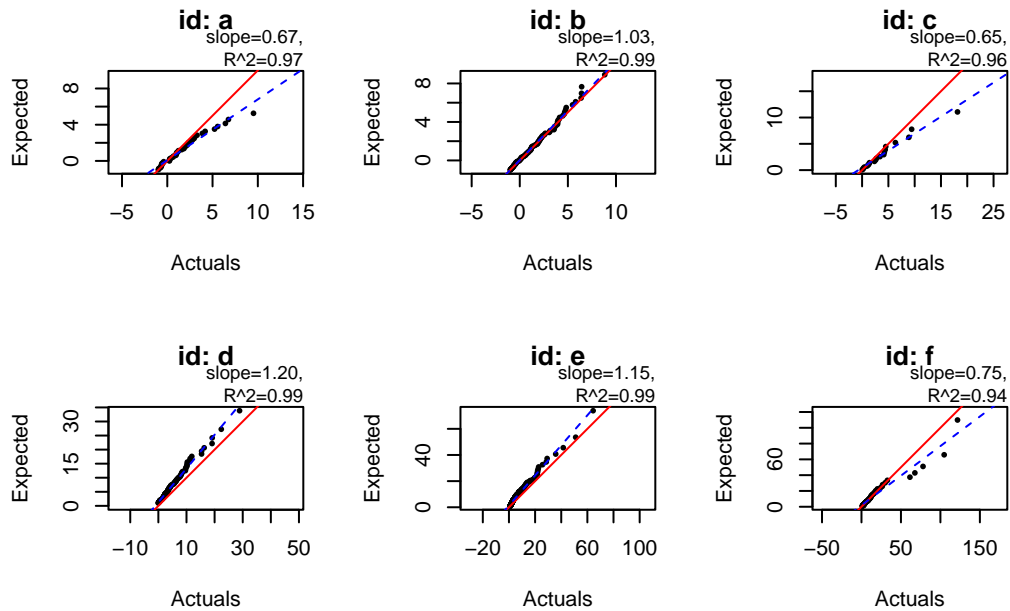 id: a
slope=0.67,
R^2=0.97
Expected
8
4
0
−5 0 5 10 15
Actuals
id: b
slope=1.03,
R^2=0.99
Expected
8
4
0
−5 0 5 10
Actuals
id: c
slope=0.65,
R^2=0.96
Expected
10
0
−5 5 15 25
Actuals
id: d
slope=1.20,
R^2=0.99
Expected
30
15
0
−10 10 30 50
Actuals
id: e
slope=1.15,
R^2=0.99
Expected
40
0
−20 20 60 100
Actuals
id: f
slope=0.75,
R^2=0.94
Expected
60
0
−50 50 150
Actuals